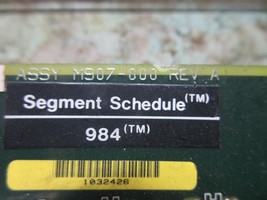 ASSY MS07-000 REV A
Segment Schedule(TM)
984(TM)
1032426